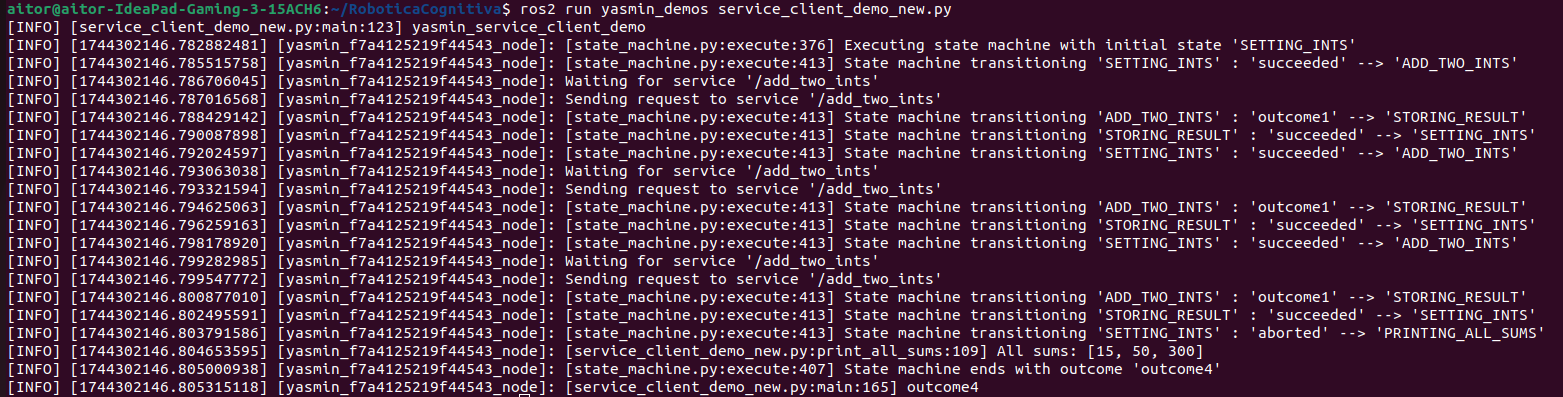 aitor@aitor-IdeaPad-Gaming-3-15ACH6:~/RoboticaCognitiva$ ros2 run yasmin_demos service_client_demo_new.py
[INFO] [service_client_demo_new.py:main:123] yasmin_service_client_demo
[INFO] [1744302146.782882481] [yasmin_f7a4125219f44543_node]: [state_machine.py:execute:376] Executing state machine with initial state 'SETTING_INTS'
[INFO] [1744302146.785515758] [yasmin_f7a4125219f44543_node]: [state_machine.py:execute:413] State machine transitioning 'SETTING_INTS' : 'succeeded' --> 'ADD_TWO_INTS'
[INFO] [1744302146.786706045] [yasmin_f7a4125219f44543_node]: Waiting for service '/add_two_ints'
[INFO] [1744302146.787016568] [yasmin_f7a4125219f44543_node]: Sending request to service '/add_two_ints'
[INFO] [1744302146.788429142] [yasmin_f7a4125219f44543_node]: [state_machine.py:execute:413] State machine transitioning 'ADD_TWO_INTS' : 'outcome1' --> 'STORING_RESULT'
[INFO] [1744302146.790087898] [yasmin_f7a4125219f44543_node]: [state_machine.py:execute:413] State machine transitioning 'STORING_RESULT' : 'succeeded' --> 'SETTING_INTS'
[INFO] [1744302146.792024597] [yasmin_f7a4125219f44543_node]: [state_machine.py:execute:413] State machine transitioning 'SETTING_INTS' : 'succeeded' --> 'ADD_TWO_INTS'
[INFO] [1744302146.793063038] [yasmin_f7a4125219f44543_node]: Waiting for service '/add_two_ints'
[INFO] [1744302146.793321594] [yasmin_f7a4125219f44543_node]: Sending request to service '/add_two_ints'
[INFO] [1744302146.794625063] [yasmin_f7a4125219f44543_node]: [state_machine.py:execute:413] State machine transitioning 'ADD_TWO_INTS' : 'outcome1' --> 'STORING_RESULT'
[INFO] [1744302146.796259163] [yasmin_f7a4125219f44543_node]: [state_machine.py:execute:413] State machine transitioning 'STORING_RESULT' : 'succeeded' --> 'SETTING_INTS'
[INFO] [1744302146.798178920] [yasmin_f7a4125219f44543_node]: [state_machine.py:execute:413] State machine transitioning 'SETTING_INTS' : 'succeeded' --> 'ADD_TWO_INTS'
[INFO] [1744302146.799282985] [yasmin_f7a4125219f44543_node]: Waiting for service '/add_two_ints'
[INFO] [1744302146.799547772] [yasmin_f7a4125219f44543_node]: Sending request to service '/add_two_ints'
[INFO] [1744302146.800877010] [yasmin_f7a4125219f44543_node]: [state_machine.py:execute:413] State machine transitioning 'ADD_TWO_INTS' : 'outcome1' --> 'STORING_RESULT'
[INFO] [1744302146.802495591] [yasmin_f7a4125219f44543_node]: [state_machine.py:execute:413] State machine transitioning 'STORING_RESULT' : 'succeeded' --> 'SETTING_INTS'
[INFO] [1744302146.803791586] [yasmin_f7a4125219f44543_node]: [state_machine.py:execute:413] State machine transitioning 'SETTING_INTS' : 'aborted' --> 'PRINTING_ALL_SUMS'
[INFO] [1744302146.804653595] [yasmin_f7a4125219f44543_node]: [service_client_demo_new.py:print_all_sums:109] All sums: [15, 50, 300]
[INFO] [1744302146.805000938] [yasmin_f7a4125219f44543_node]: [state_machine.py:execute:407] State machine ends with outcome 'outcome4'
[INFO] [1744302146.805315118] [yasmin_f7a4125219f44543_node]: [service_client_demo_new.py:main:165] outcome4